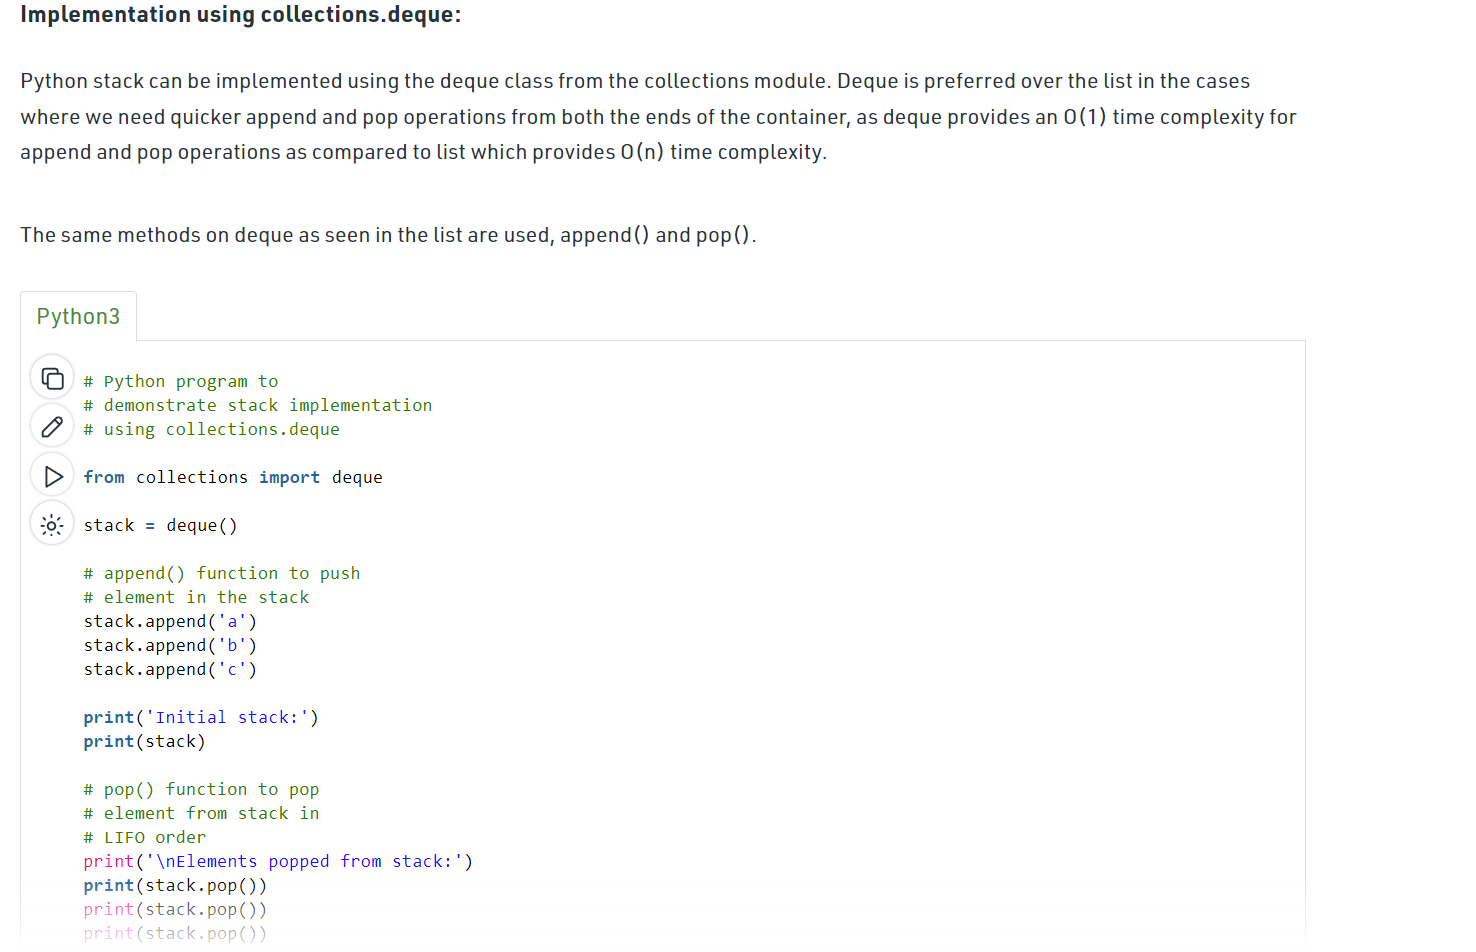 Implementation using collections.deque:
Python stack can be implemented using the deque class from the collections module. Deque is preferred over the list in the cases
where we need quicker append and pop operations from both the ends of the container, as deque provides an O(1) time complexity for
append and pop operations as compared to list which provides O(n) time complexity.
The same methods on deque as seen in the list are used, append() and pop().
Python3
# Python program to
# demonstrate stack implementation
# using collections.deque
from collections import deque
stack = deque()
# append() function to push
# element in the stack
stack.append('a')
stack.append('b')
stack.append('c')
print('Initial stack:')
print(stack)
# pop() function to pop
# element from stack in
# LIFO order
print('\nElements popped from stack:')
print(stack.pop())
print(stack.pop())
print(stack.pop())